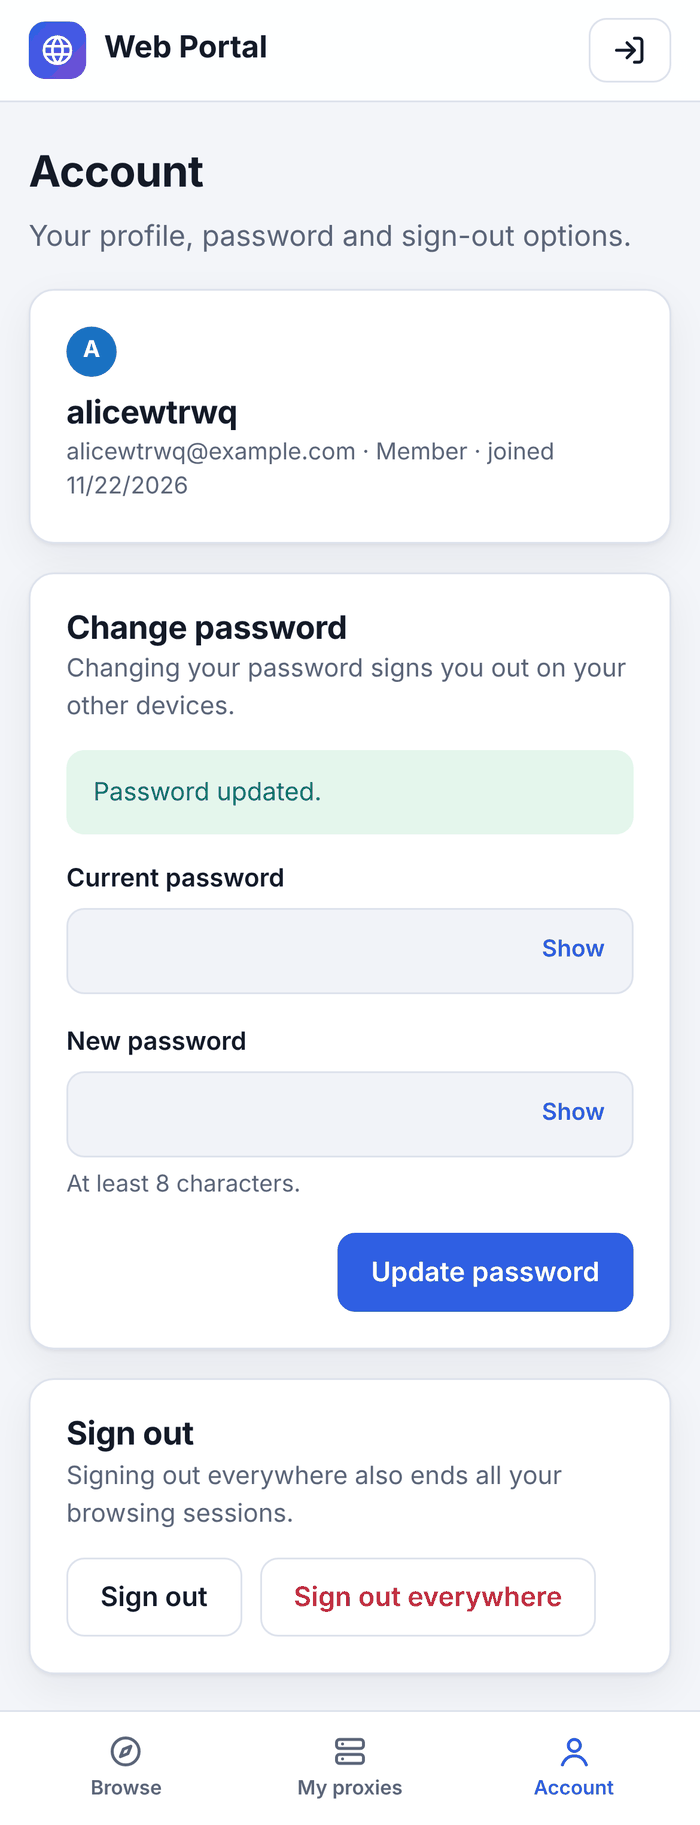 Web Portal
Account
Your profile, password and sign-out options.
A
alicewtrwq
alicewtrwq@example.com · Member · joined
11/22/2026
Change password
Changing your password signs you out on your
other devices.
Password updated.
Current password
Show
New password
Show
At least 8 characters.
Update password
Sign out
Signing out everywhere also ends all your
browsing sessions.
Sign out Sign out everywhere
Browse My proxies Account